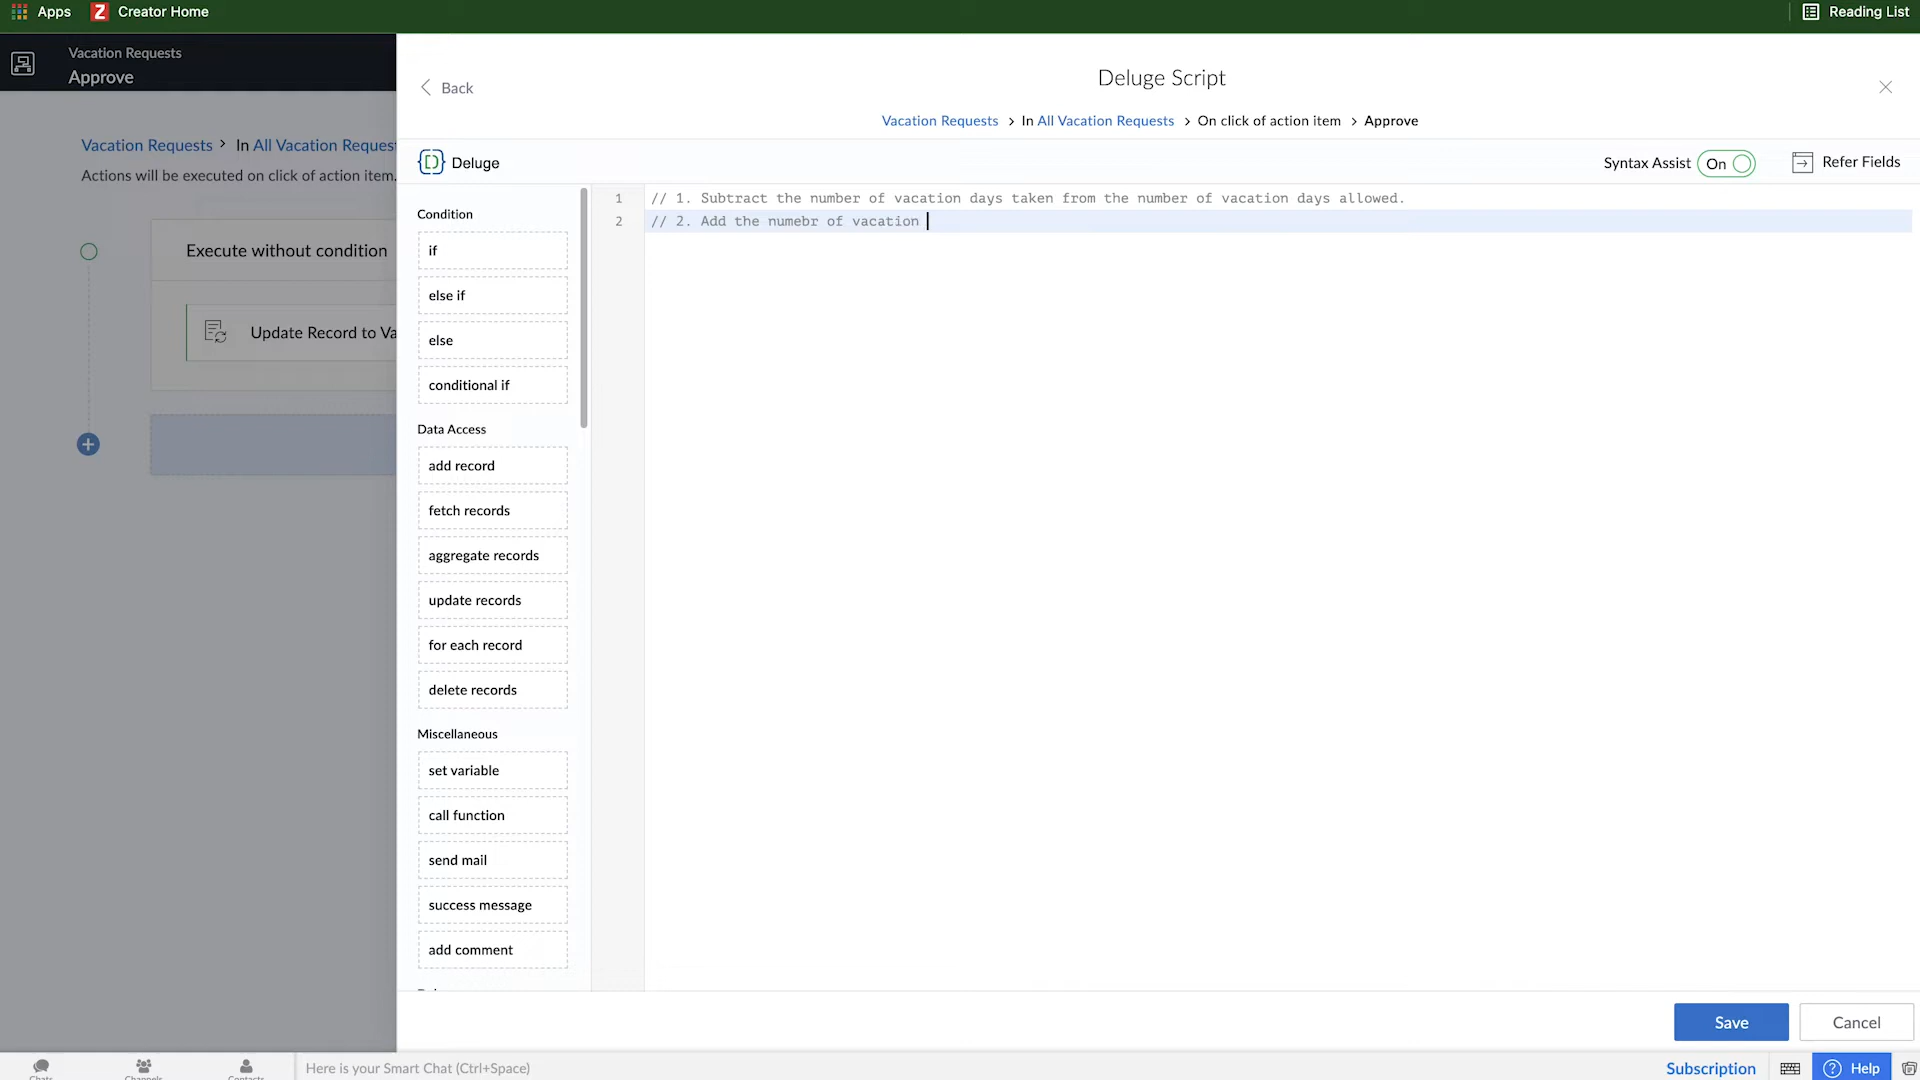 Apps
Creator Home
Reading List
Vacation Requests
Approve
Back
Deluge Script
Vacation Requests > In All Vacation Requests > On click of action item > Approve
Vacation Requests > In All Vacation Reques
Actions will be executed on click of action item.
Deluge
Syntax Assist On
Refer Fields
Execute without condition
Update Record to Va
Condition
if
else if
else
conditional if
Data Access
add record
fetch records
aggregate records
update records
for each record
delete records
Miscellaneous
set variable
call function
send mail
success message
add comment
1 // 1. Subtract the number of vacation days taken from the number of vacation days allowed.
2 // 2. Add the numebr of vacation
Save
Cancel
Chats
Channels
Contacts
Here is your Smart Chat (Ctrl+Space)
Subscription
Help